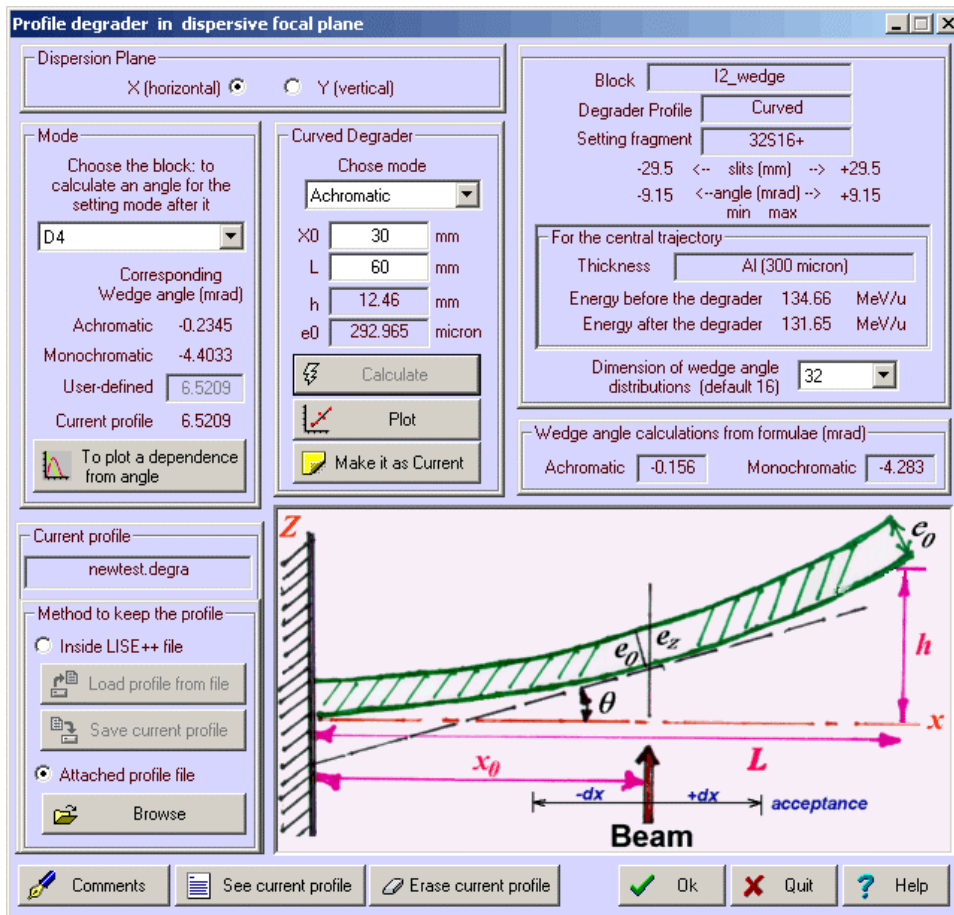 Profile degrader in dispersive focal plane
Dispersion Plane
X (horizontal) Y (vertical)
Mode
Choose the block: to
calculate an angle for the
setting mode after it
D4
Corresponding
Wedge angle (mrad)
Achromatic -0.2345
Monochromatic -4.4033
User-defined 6.5209
Current profile 6.5209
To plot a dependence
from angle
Curved Degrader
Chose mode
Achromatic
X0 30 mm
L 60 mm
h 12.46 mm
e0 292.965 micron
Calculate
Plot
Make it as Current
Block I2_wedge
Degrader Profile Curved
Setting fragment 32S16+
-29.5 <-- slits (mm) --> +29.5
-9.15 <--angle (mrad) --> +9.15
min max
For the central trajectory
Thickness Al (300 micron)
Energy before the degrader 134.66 MeV/u
Energy after the degrader 131.65 MeV/u
Dimension of wedge angle
distributions (default 16) 32
Wedge angle calculations from formulae (mrad)
Achromatic -0.156 Monochromatic -4.283
Current profile
newtest.degra
Method to keep the profile
Inside LISE++ file
Load profile from file
Save current profile
Attached profile file
Browse
Z
e0
e0 ez
h
θ
x
x0
L
-dx +dx acceptance
Beam
Comments See current profile Erase current profile Ok Quit Help